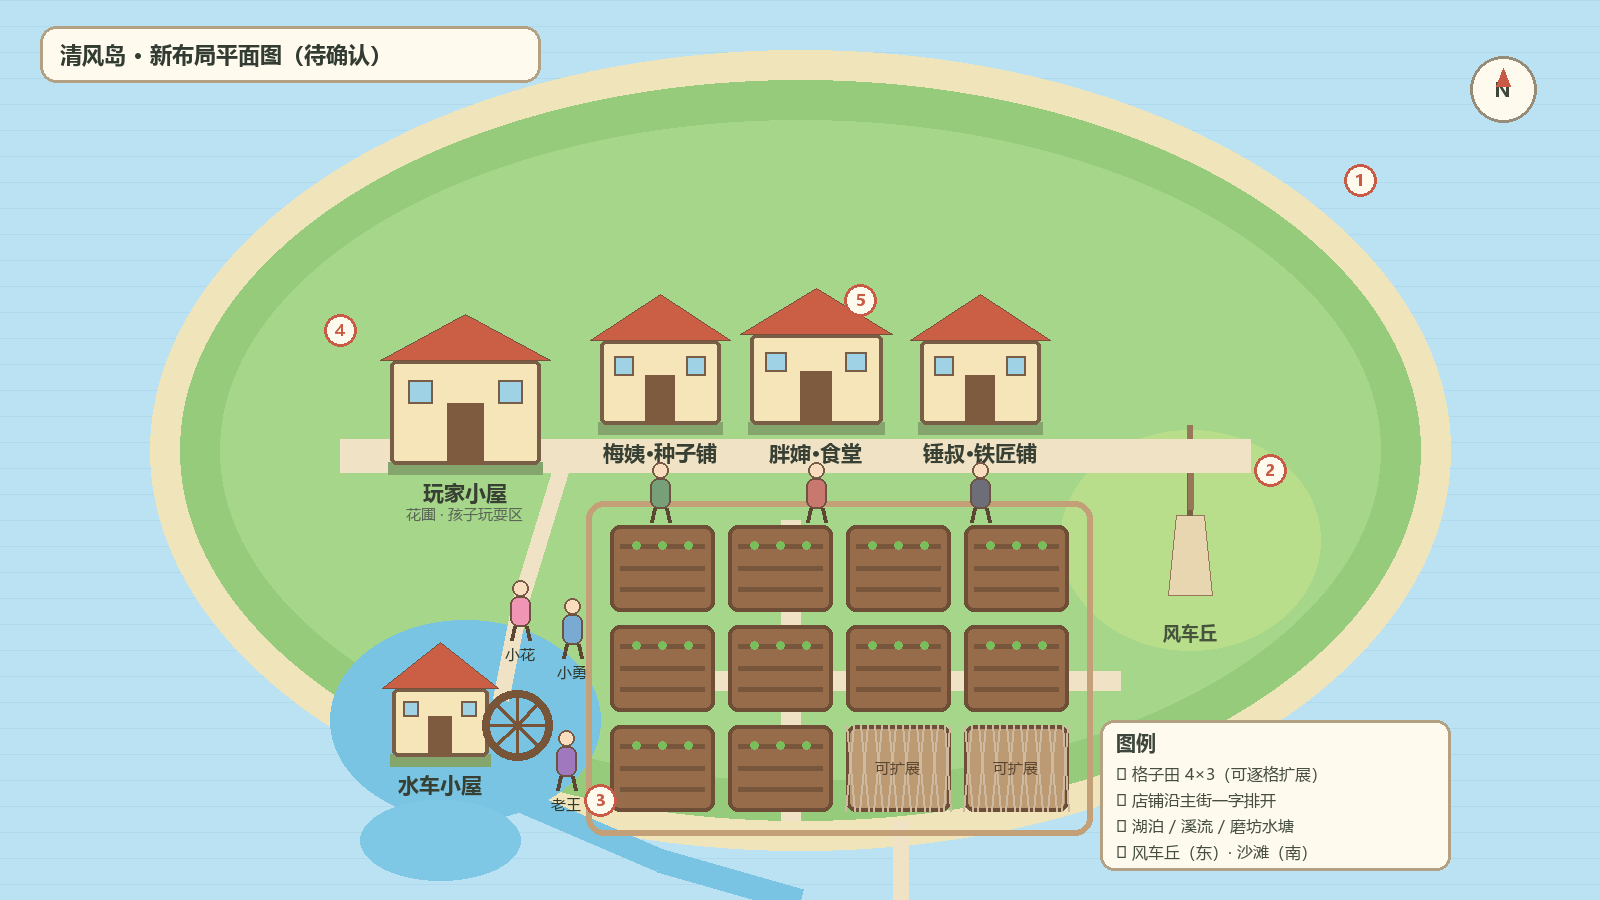 清风岛 · 新布局平面图（待确认）
N
1
5
4
梅姨·种子铺
胖婶·食堂
锤叔·铁匠铺
2
玩家小屋
花圃 · 孩子玩耍区
风车丘
小花
小勇
水车小屋
老王
3
可扩展
可扩展
图例
格子田 4×3（可逐格扩展）
店铺沿主街一字排开
湖泊 / 溪流 / 磨坊水塘
风车丘（东）· 沙滩（南）